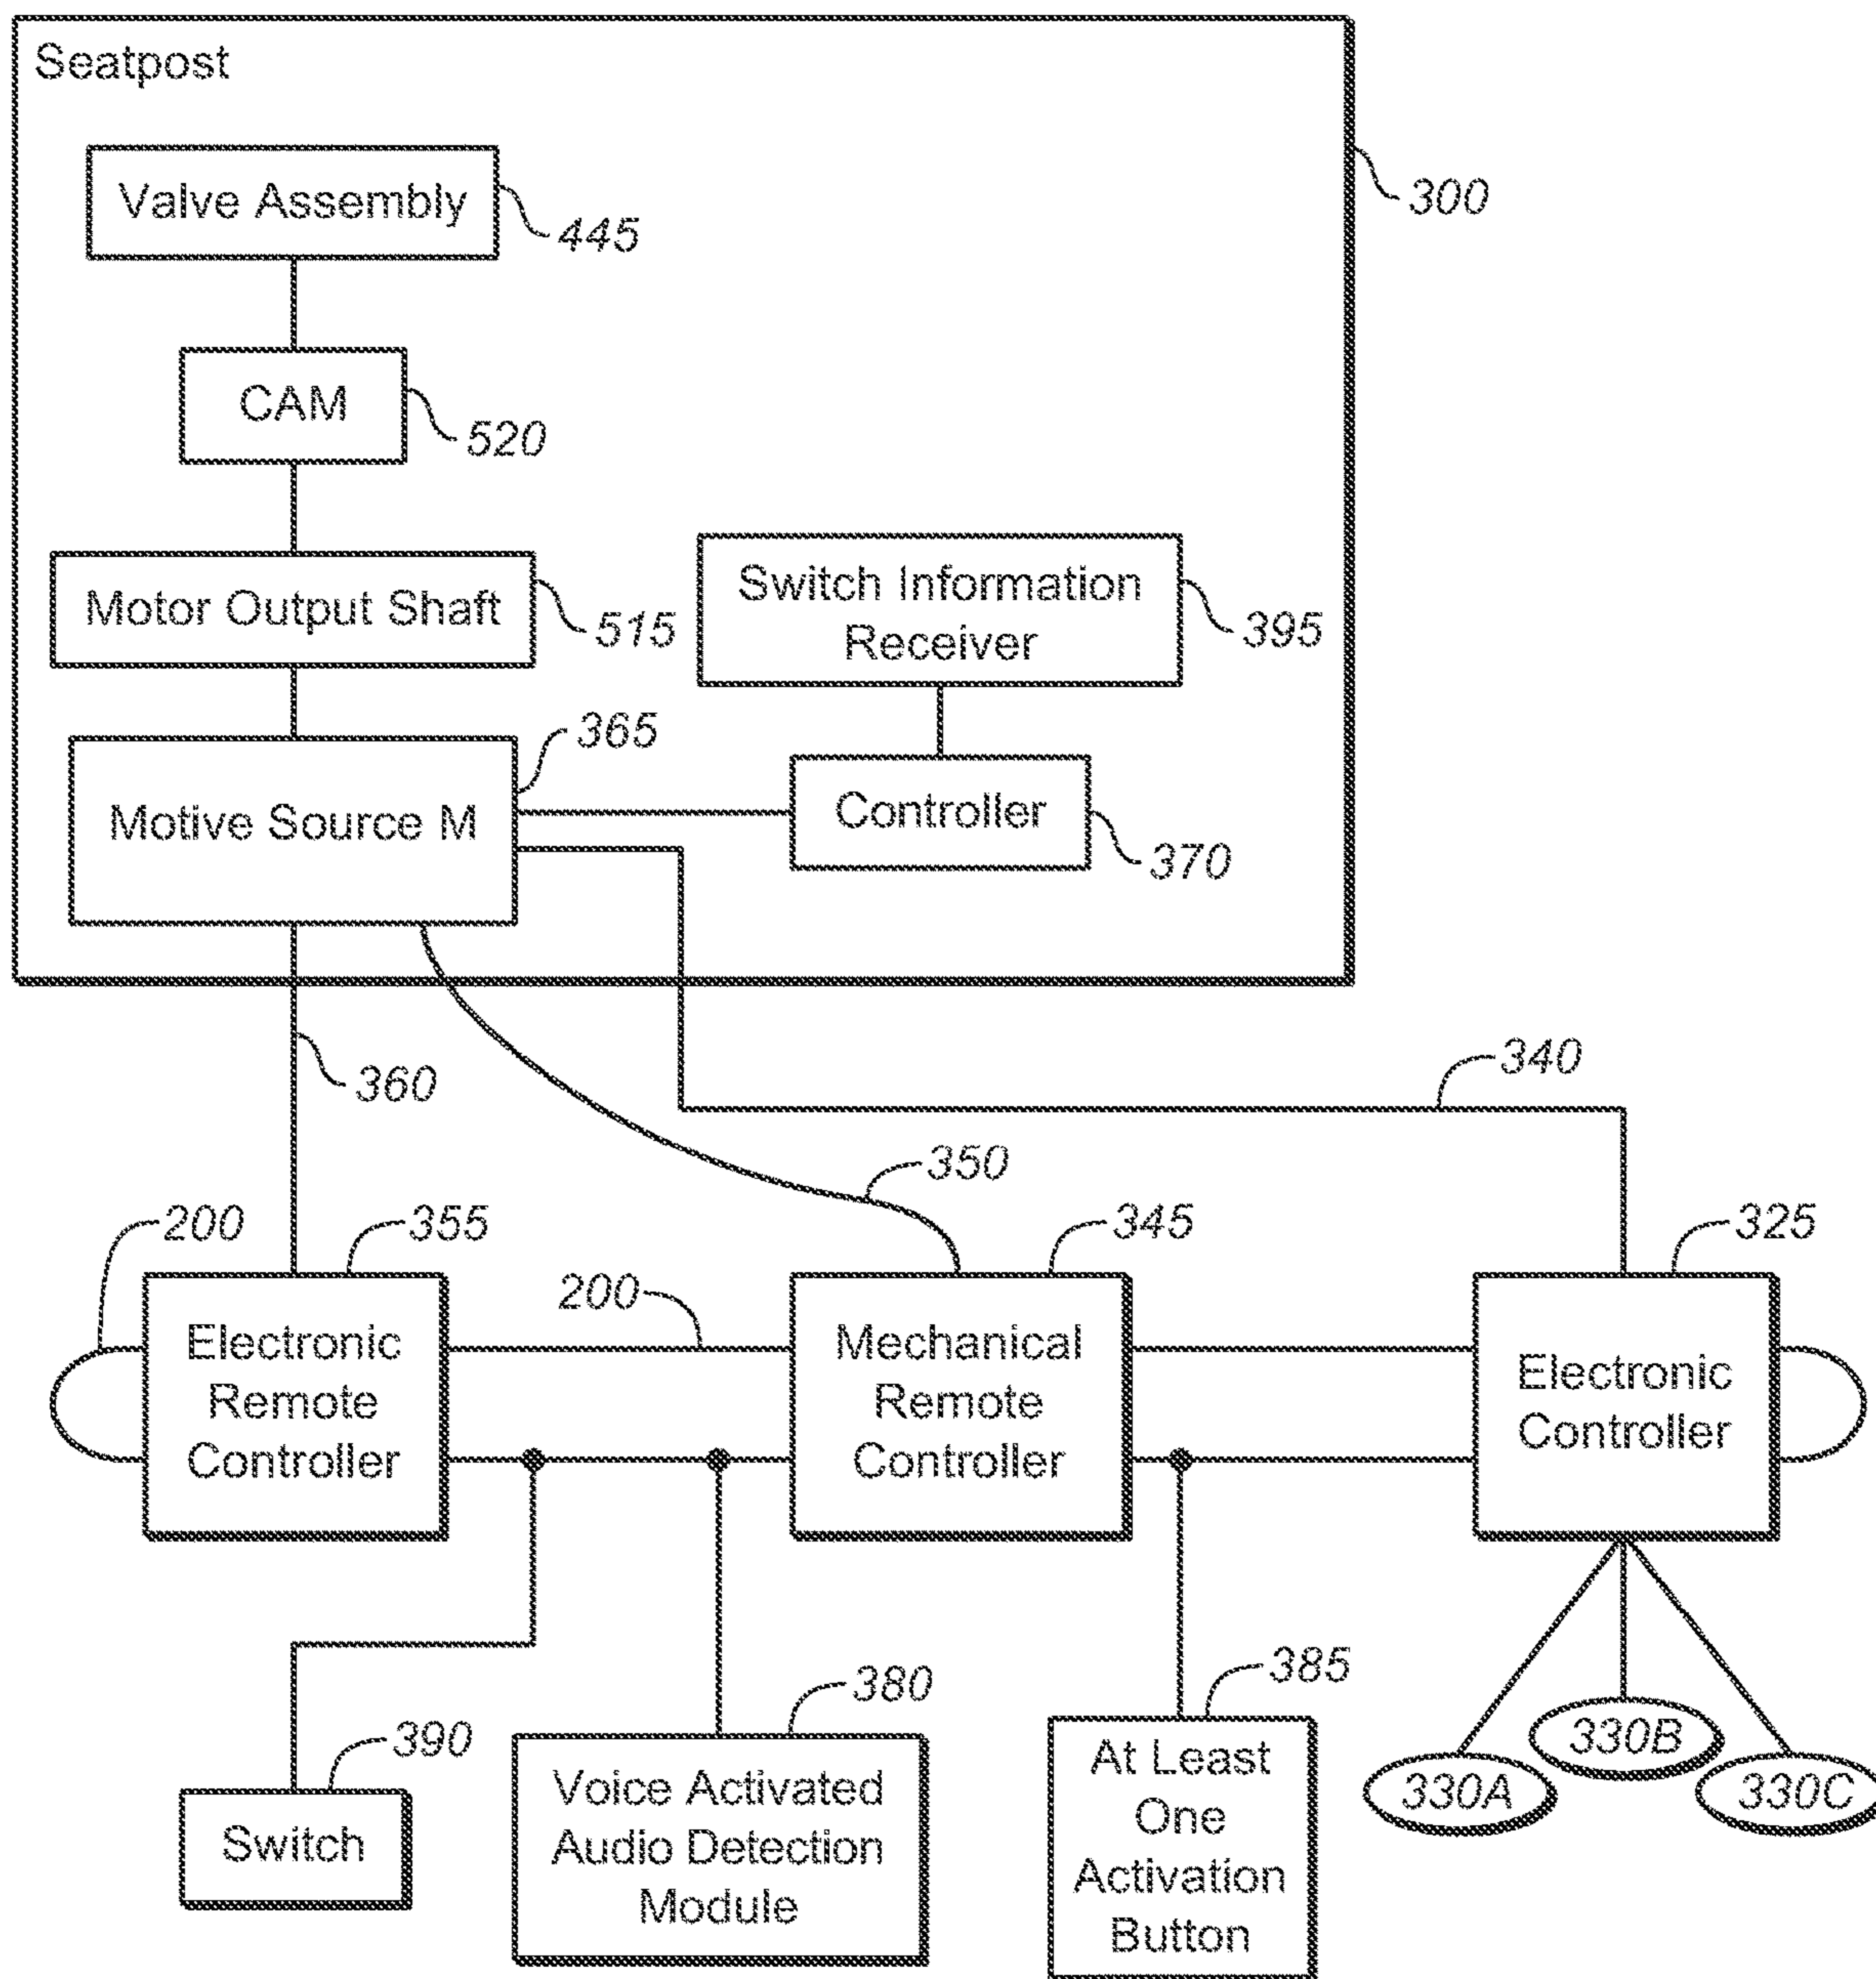 Seatpost
300
Valve Assembly
445
CAM
520
Motor Output Shaft
515
Switch Information
Receiver
395
Motive Source M
365
Controller
370
360
350
340
200
355
200
345
325
Electronic
Remote
Controller
Mechanical
Remote
Controller
Electronic
Controller
390
Switch
380
Voice Activated
Audio Detection
Module
385
At Least
One
Activation
Button
330A
330B
330C